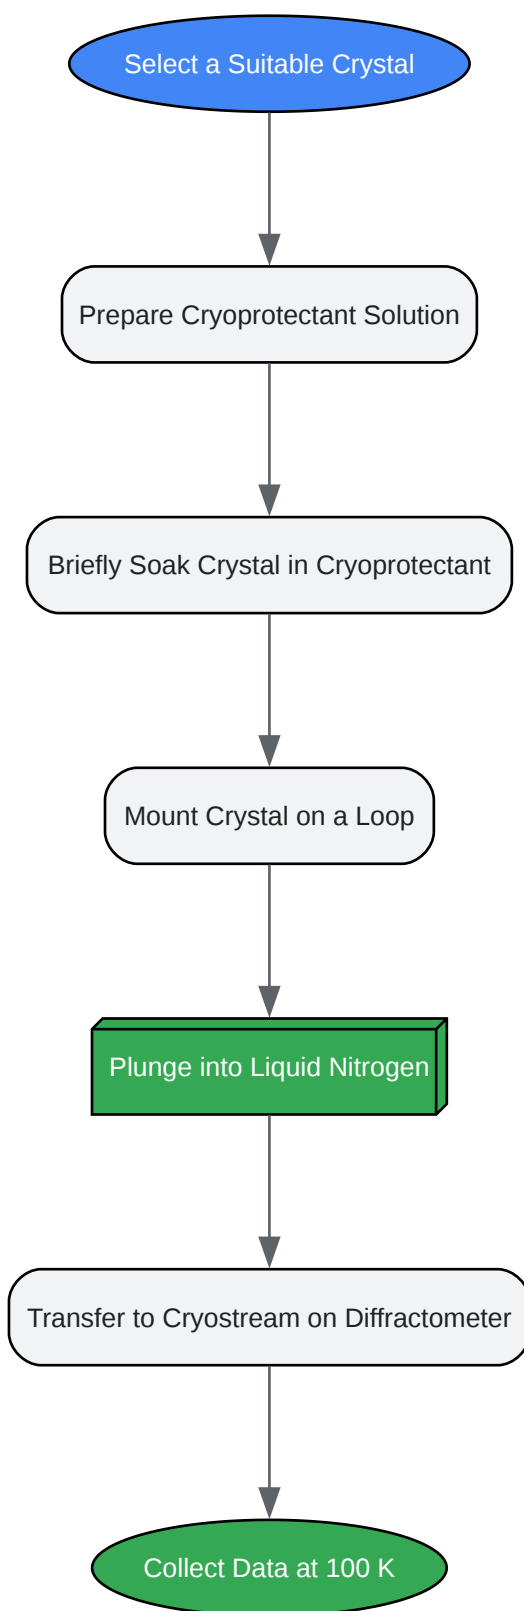 Select a Suitable Crystal
Prepare Cryoprotectant Solution
Briefly Soak Crystal in Cryoprotectant
Mount Crystal on a Loop
Plunge into Liquid Nitrogen
Transfer to Cryostream on Diffractometer
Collect Data at 100 K